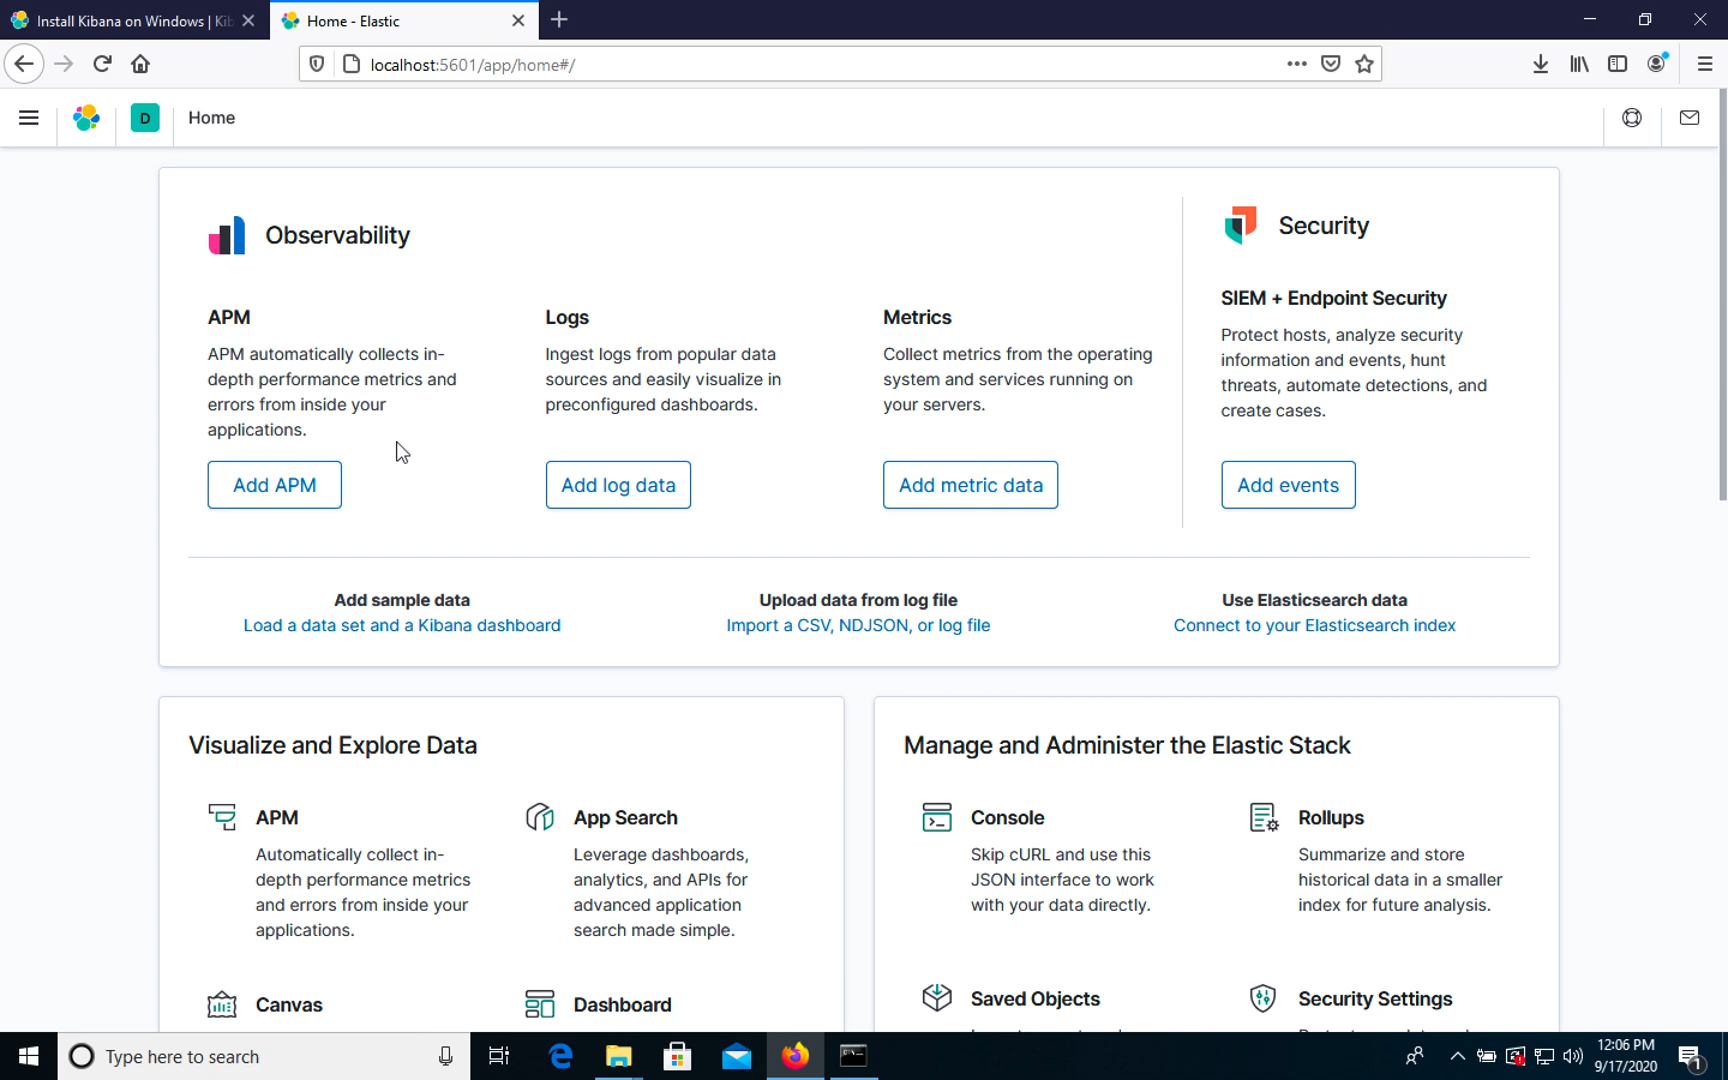 Install Kibana on Windows | Kib
Home - Elastic
localhost:5601/app/home#/
D
Home
Observability
Security
APM
APM automatically collects in-
depth performance metrics and
errors from inside your
applications.
Add APM
Logs
Ingest logs from popular data
sources and easily visualize in
preconfigured dashboards.
Add log data
Metrics
Collect metrics from the operating
system and services running on
your servers.
Add metric data
SIEM + Endpoint Security
Protect hosts, analyze security
information and events, hunt
threats, automate detections, and
create cases.
Add events
Add sample data
Load a data set and a Kibana dashboard
Upload data from log file
Import a CSV, NDJSON, or log file
Use Elasticsearch data
Connect to your Elasticsearch index
Visualize and Explore Data
APM
Automatically collect in-
depth performance metrics
and errors from inside your
applications.
App Search
Leverage dashboards,
analytics, and APIs for
advanced application
search made simple.
Canvas
Dashboard
Manage and Administer the Elastic Stack
Console
Skip cURL and use this
JSON interface to work
with your data directly.
Rollups
Summarize and store
historical data in a smaller
index for future analysis.
Saved Objects
Security Settings
Type here to search
12:06 PM
9/17/2020
1